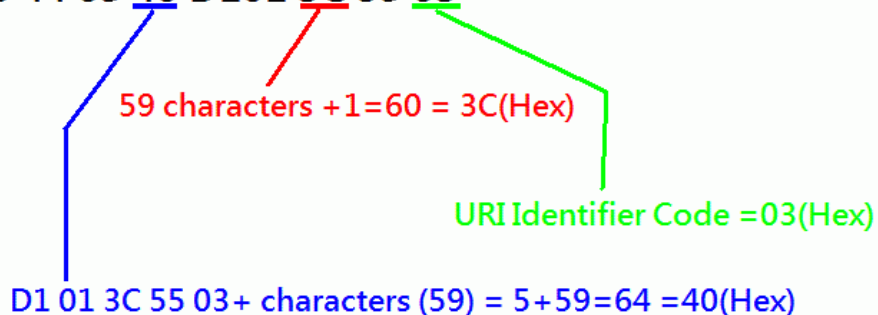 59 characters +1=60 = 3C(Hex)
URI Identifier Code =03(Hex)
D1 01 3C 55 03+ characters (59) = 5+59=64 =40(Hex)